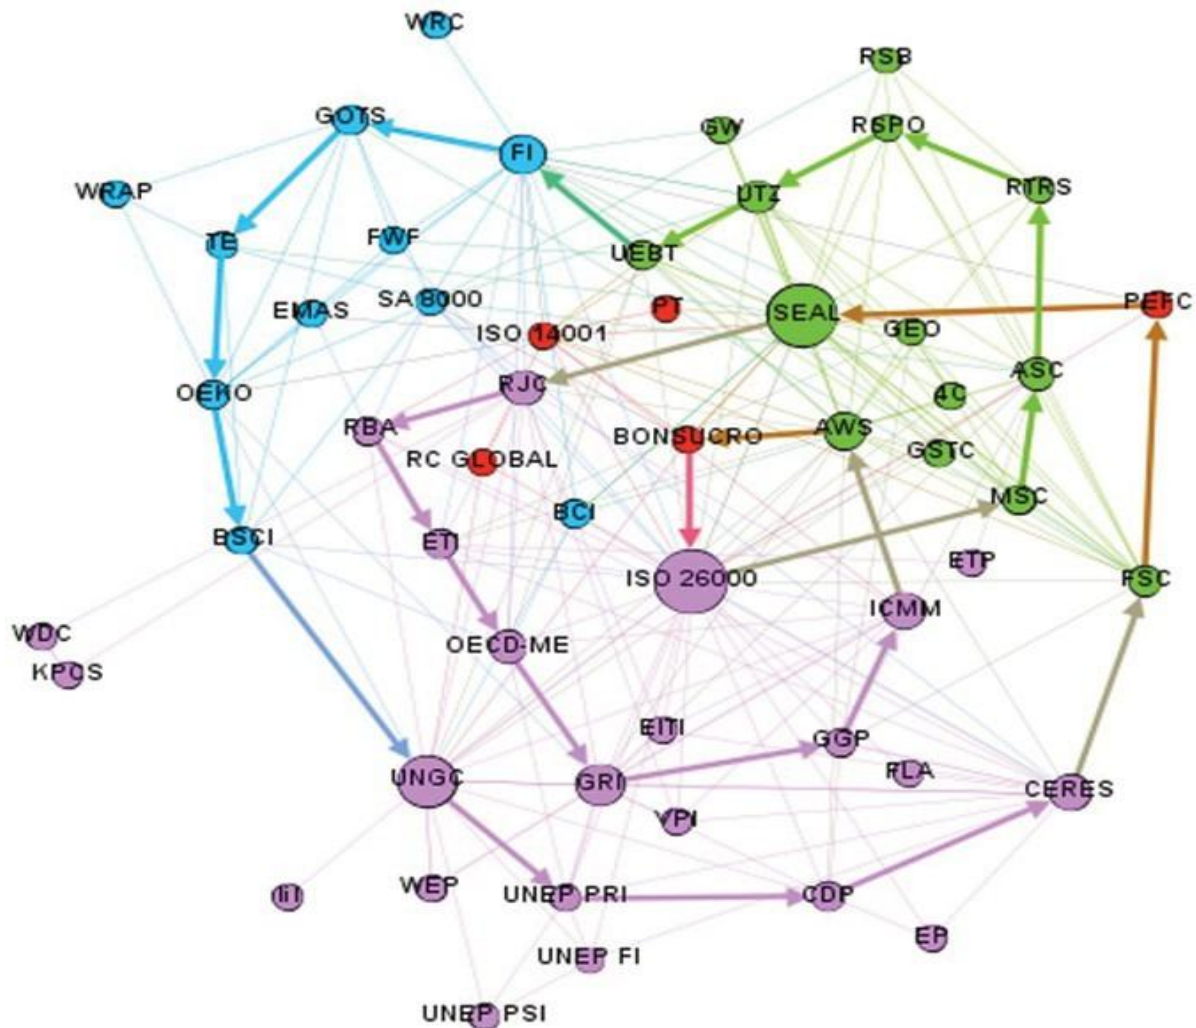 WRC
RSB
GOTS
GW
RSPO
FI
WRAP
UTZ
RTRS
TE
FWF
UEBT
EMAS
SA 8000
PT
SEAL
PEFC
ISO 14001
GEO
OEKO
RJC
ASC
4C
RBA
BONSUCRO
AWS
RC GLOBAL
GSTC
MSC
BCI
BSCI
ETI
ETP
ISO 26000
FSC
ICMM
WDC
OECD-ME
KPCS
EITI
GGP
UNGC
GRI
FLA
CERES
VPI
WEP
UNEP PRI
CDP
EP
UNEP FI
UNEP PSI